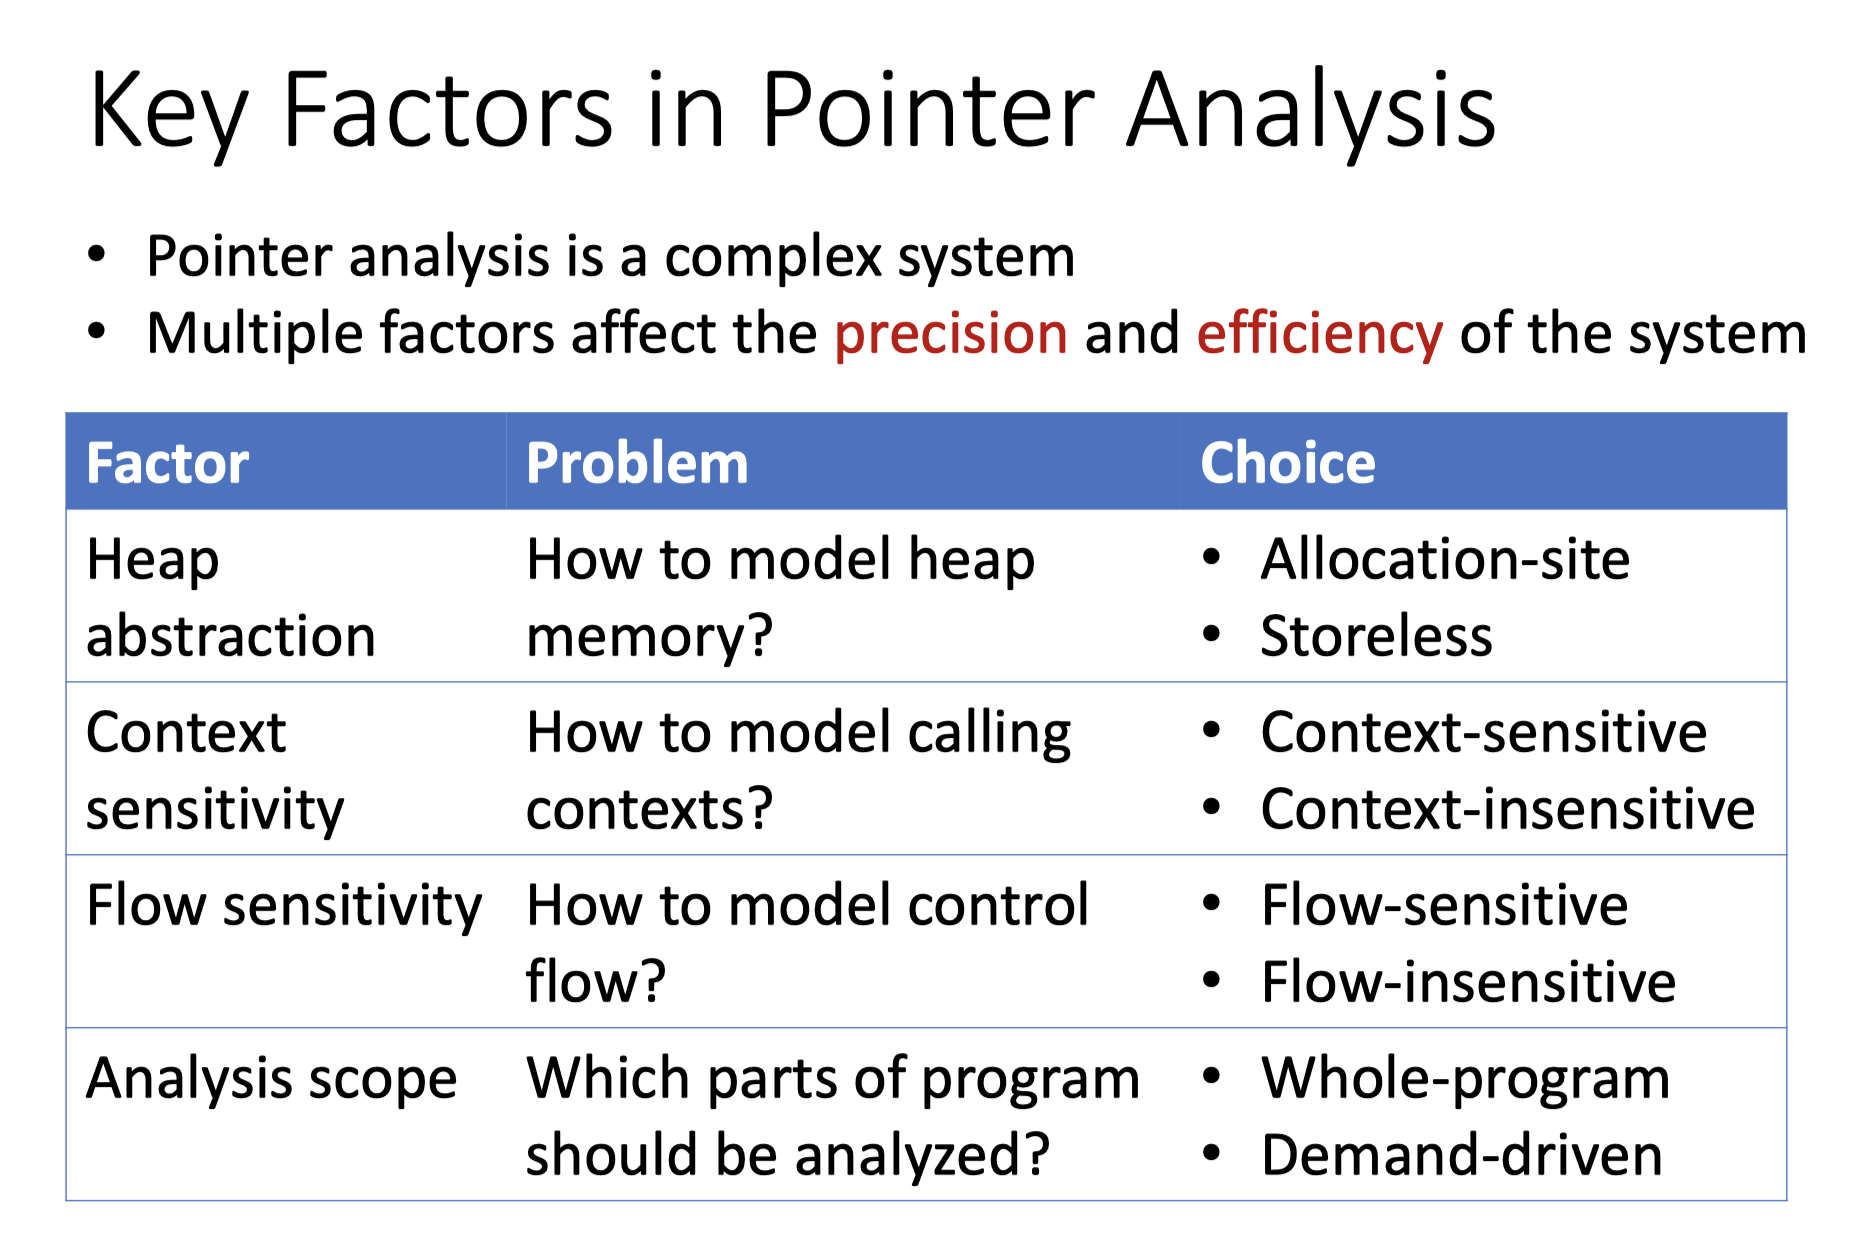 Key Factors in Pointer Analysis
• Pointer analysis is a complex system
• Multiple factors affect the precision and efficiency of the system
Factor Problem Choice
Heap How to model heap • Allocation-site
abstraction memory? • Storeless
Context How to model calling • Context-sensitive
sensitivity contexts? • Context-insensitive
Flow sensitivity How to model control • Flow-sensitive
flow? • Flow-insensitive
Analysis scope Which parts of program • Whole-program
should be analyzed? • Demand-driven